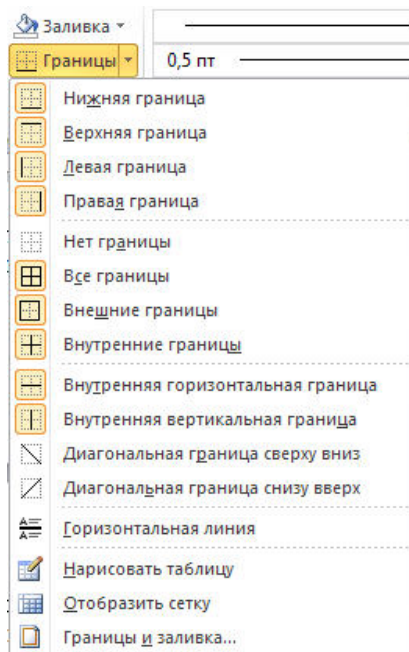 Заливка
Границы 0,5 пт
Нижняя граница
Верхняя граница
Левая граница
Правая граница
Нет границы
Все границы
Внешние границы
Внутренние границы
Внутренняя горизонтальная граница
Внутренняя вертикальная граница
Диагональная граница сверху вниз
Диагональная граница снизу вверх
Горизонтальная линия
Нарисовать таблицу
Отобразить сетку
Границы и заливка...